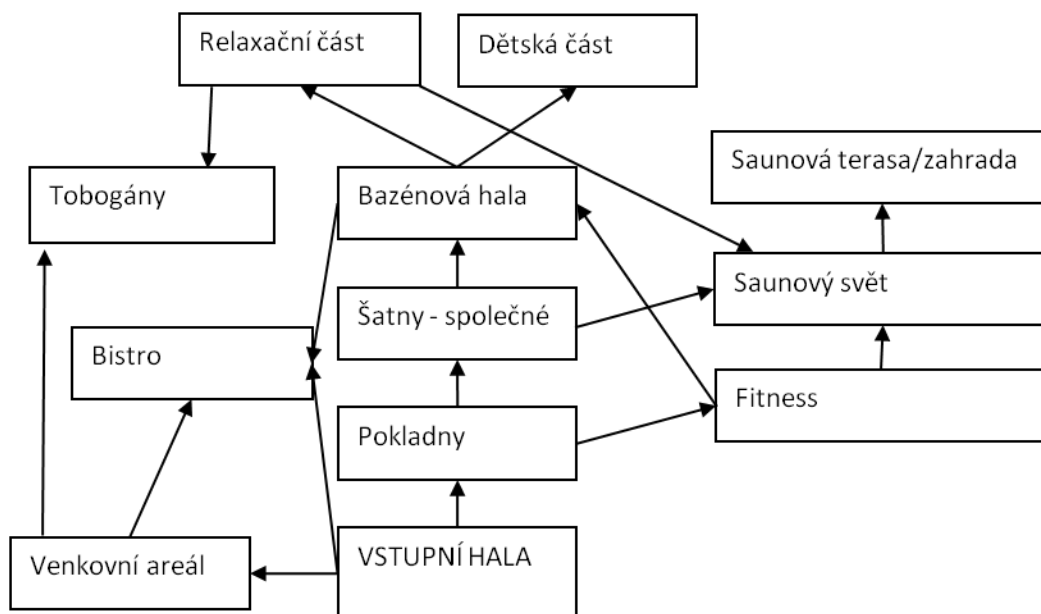 Relaxační část
Dětská část
Saunová terasa/zahrada
Tobogány
Bazénová hala
Saunový svět
Šatny - společné
Bistro
Fitness
Pokladny
Venkovní areál
VSTUPNÍ HALA